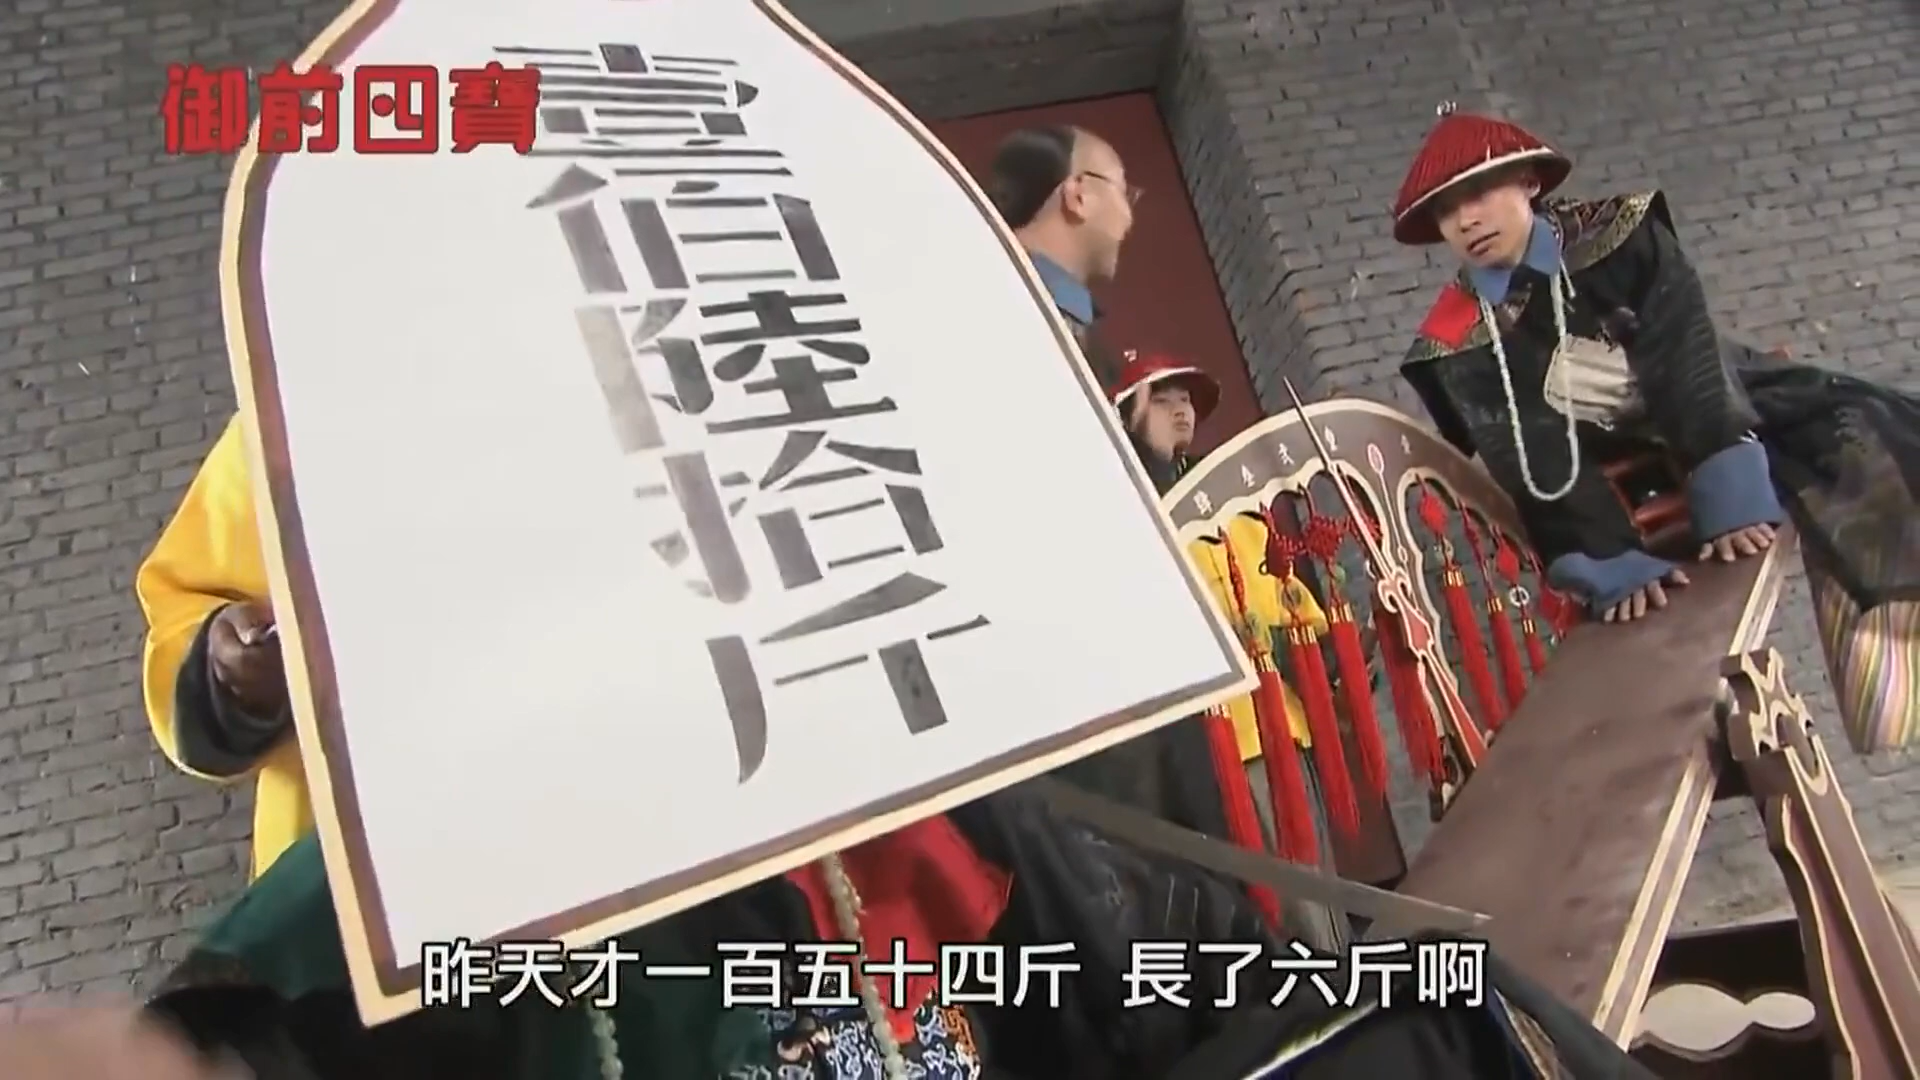 御前四寶
壹佰陸拾斤
昨天才一百五十四斤 長了六斤啊